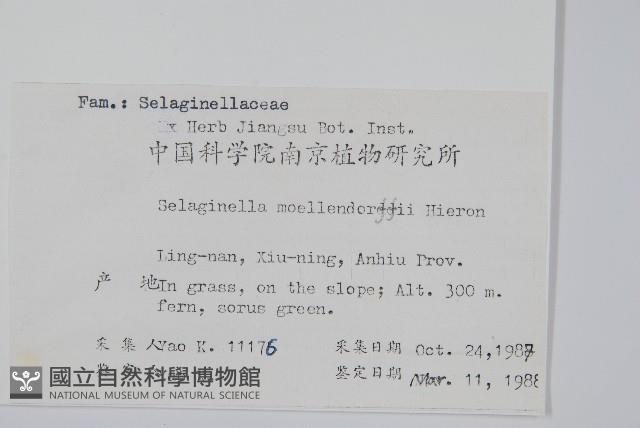 Fam.: Selaginellaceae
Ex Herb Jiangsu Bot. Inst.
中国科学院南京植物研究所
Selaginella moellendorffii Hieron
Ling-nan, Xiu-ning, Anhiu Prov.
产 地 In grass, on the slope; Alt. 300 m.
fern, sorus green.
采 集 人 Yao K. 11176 采集日期 Oct. 24,1987
鉴定日期 Mar. 11, 1988
國立自然科學博物館
NATIONAL MUSEUM OF NATURAL SCIENCE